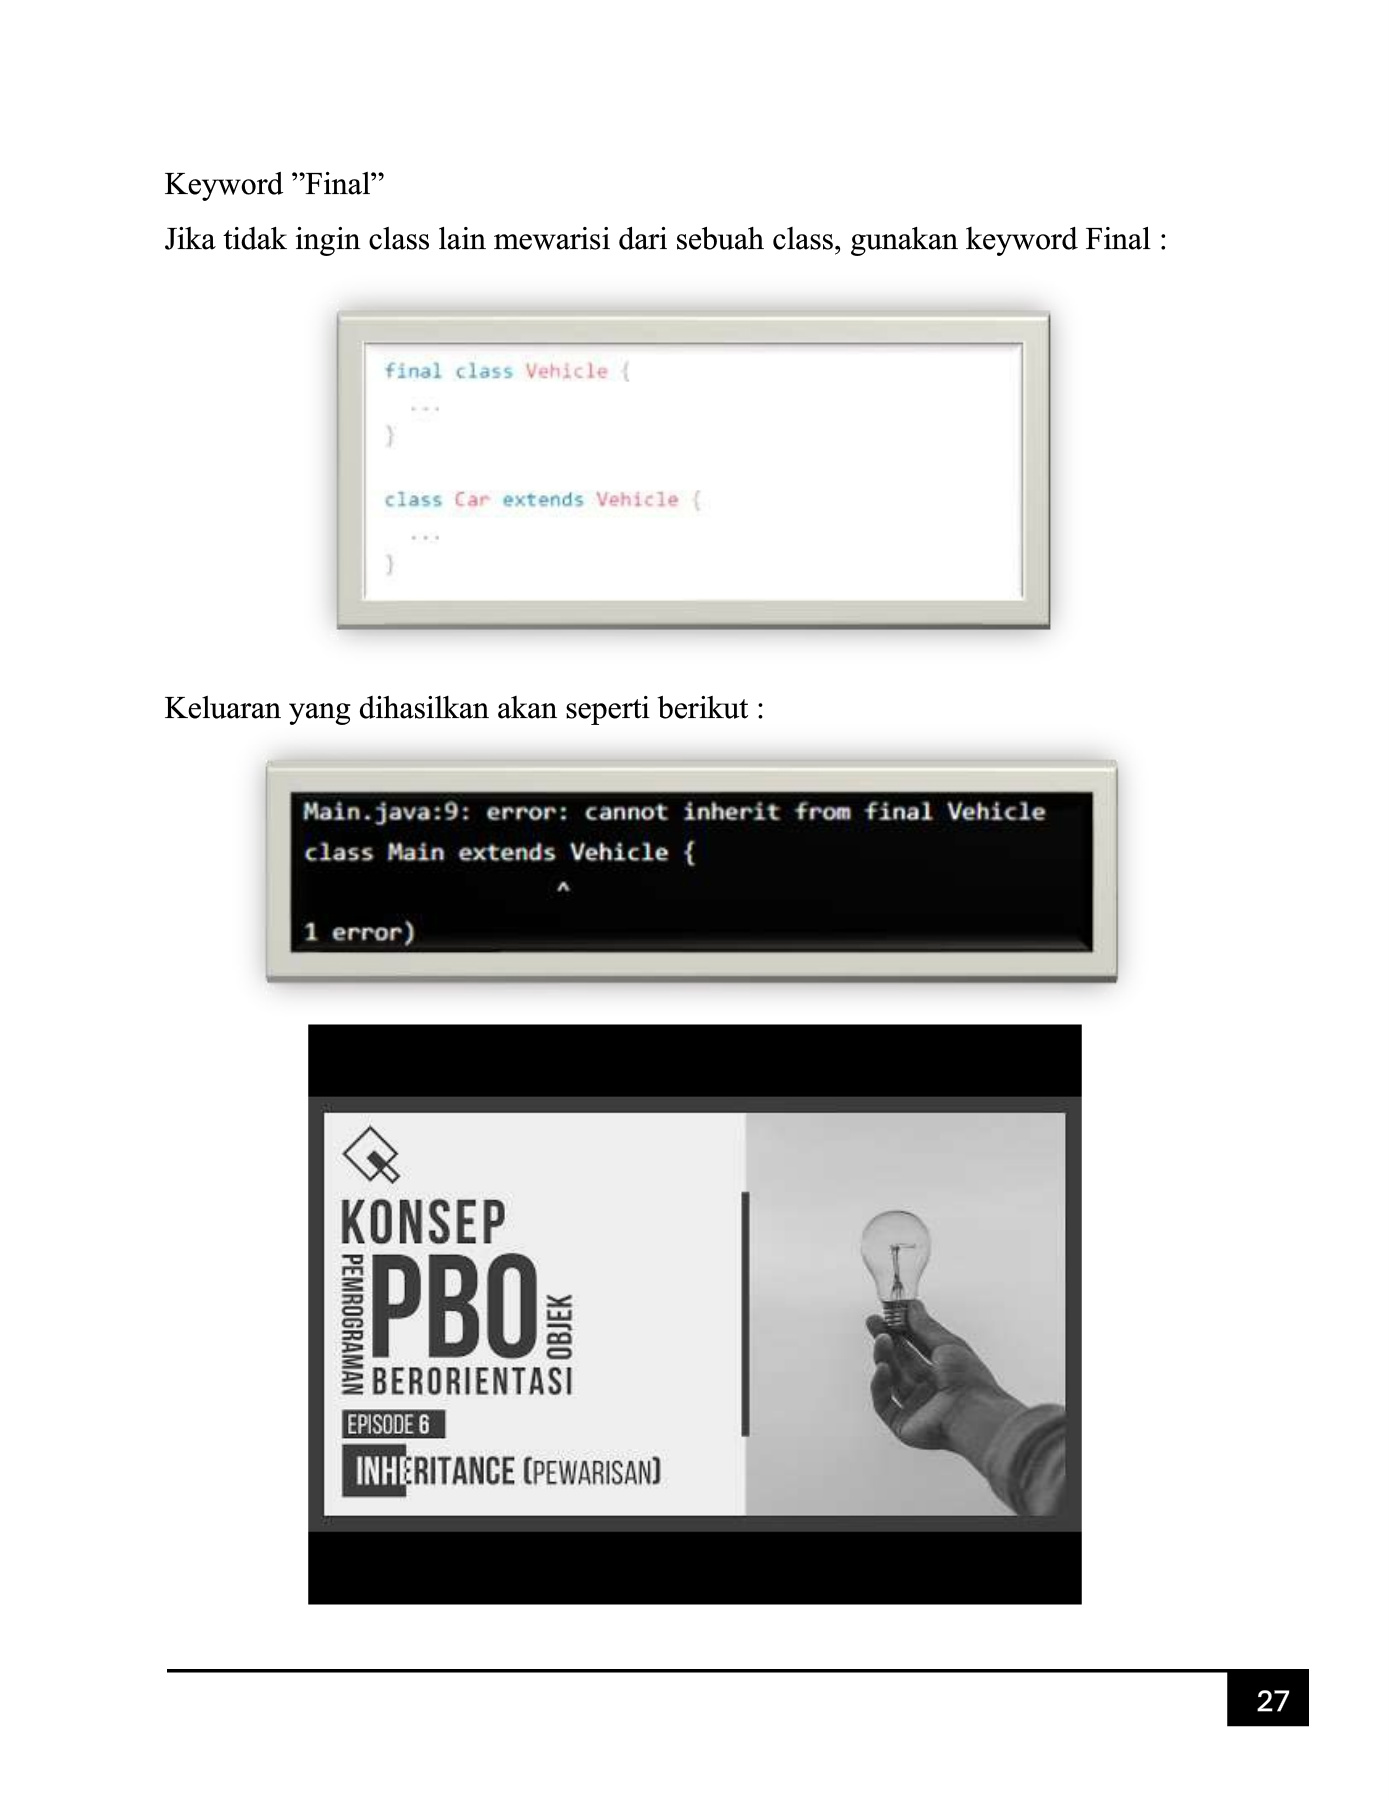 Keyword ”Final”
Jika tidak ingin class lain mewarisi dari sebuah class, gunakan keyword Final :
final class Vehicle {
...
}
class Car extends Vehicle {
...
}
Keluaran yang dihasilkan akan seperti berikut :
Main.java:9: error: cannot inherit from final Vehicle
class Main extends Vehicle {
^
1 error)
KONSEP
PEMROGRAMAN
PBO
OBJEK
BERORIENTASI
EPISODE 6
INHERITANCE (PEWARISAN)
27